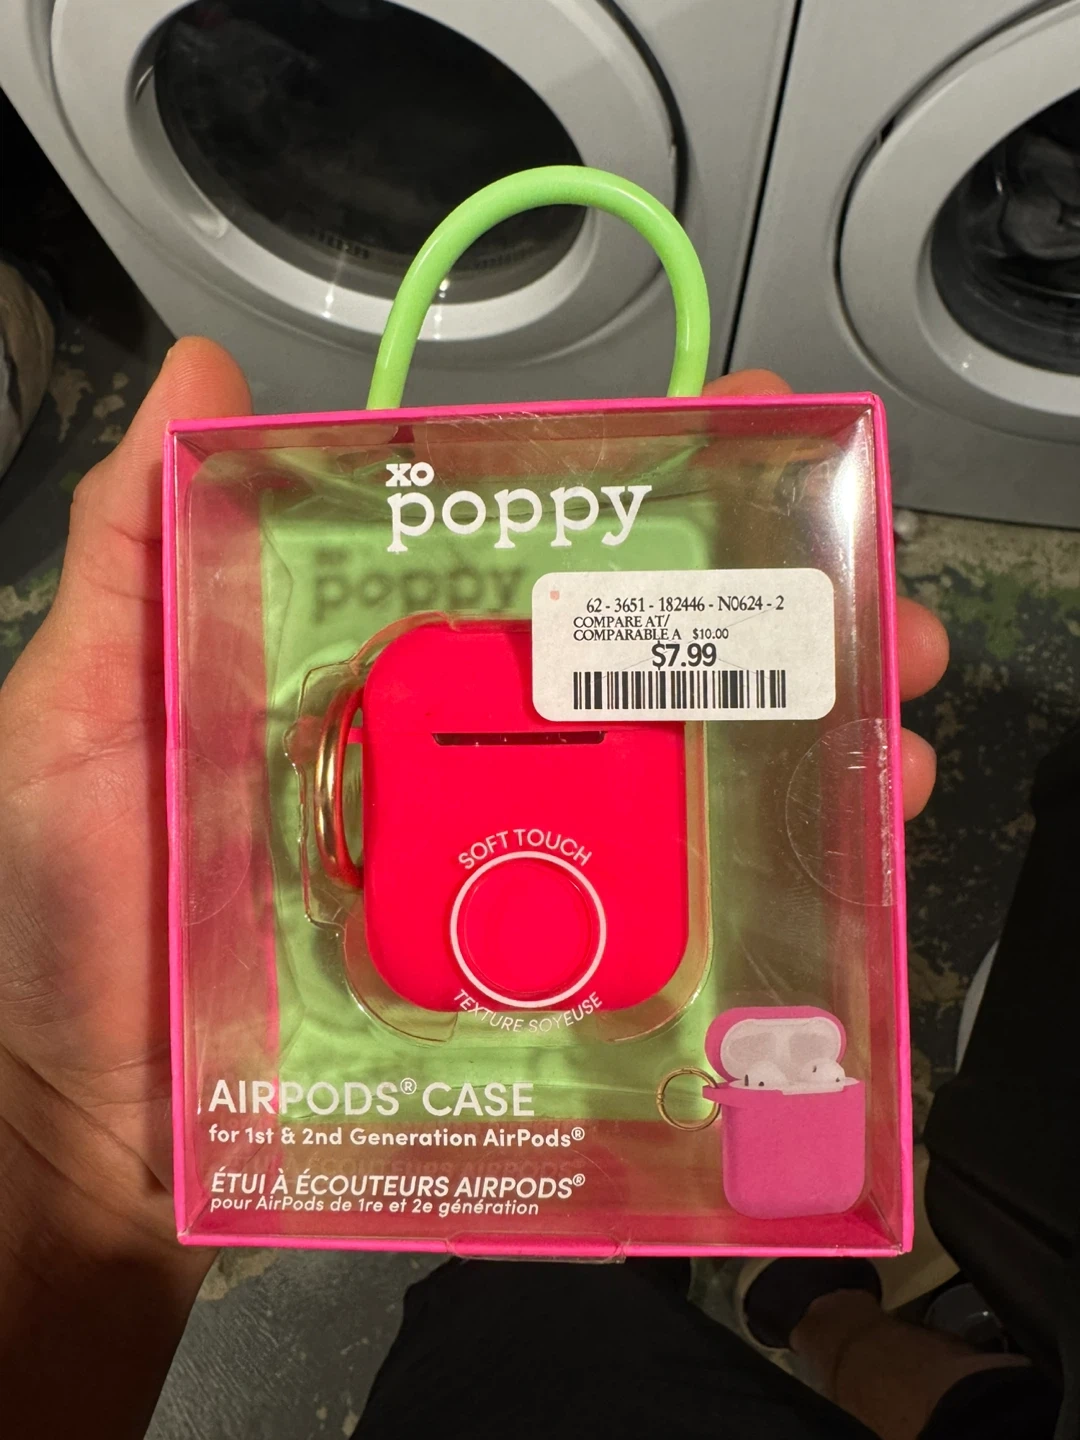 xo
poppy
62 - 3651 - 182446 - N0624 - 2
COMPARE AT/
COMPARABLE A $10.00
$7.99
SOFT TOUCH
TEXTURE SOYEUSE
AIRPODS® CASE
for 1st & 2nd Generation AirPods®
ÉTUI À ÉCOUTEURS AIRPODS®
pour AirPods de 1re et 2e génération